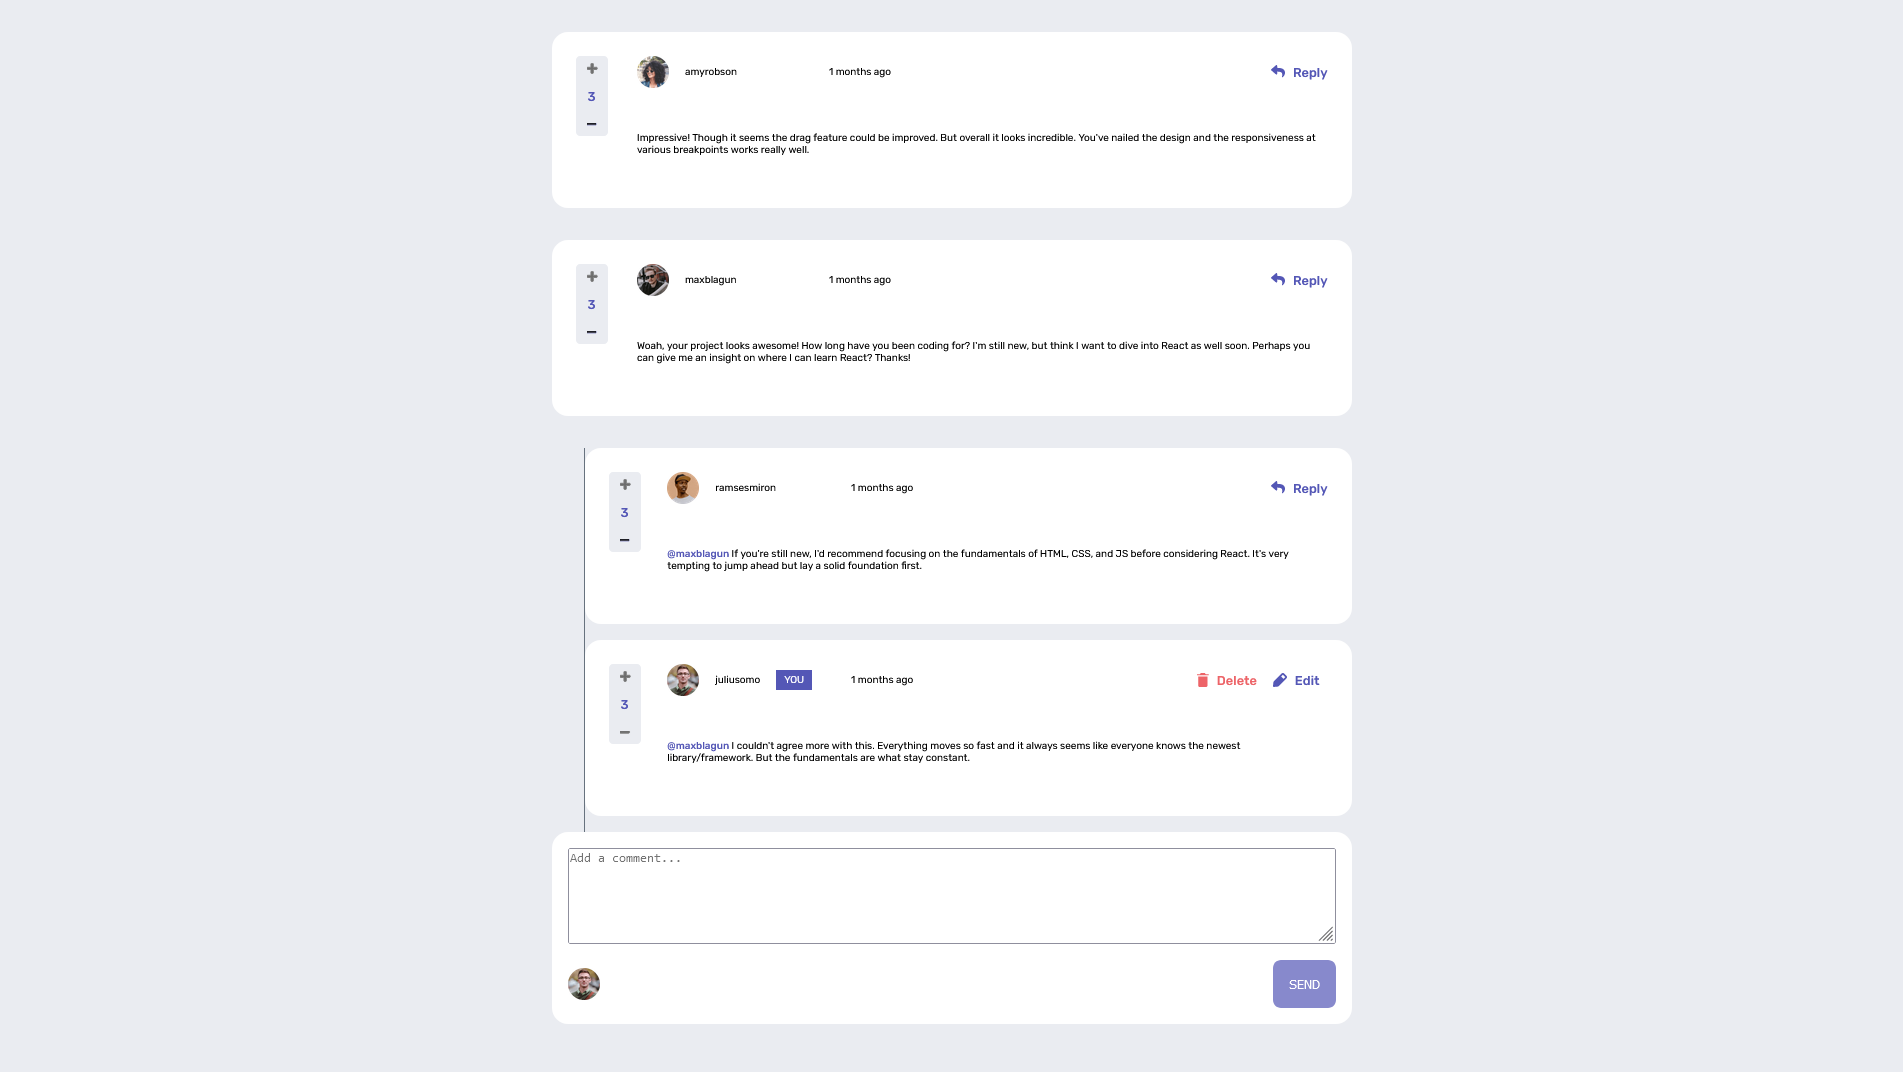 +
3
−
amyrobson 1 months ago Reply
Impressive! Though it seems the drag feature could be improved. But overall it looks incredible. You've nailed the design and the responsiveness at
various breakpoints works really well.
+
3
−
maxblagun 1 months ago Reply
Woah, your project looks awesome! How long have you been coding for? I'm still new, but think I want to dive into React as well soon. Perhaps you
can give me an insight on where I can learn React? Thanks!
+
3
−
ramsesmiron 1 months ago Reply
@maxblagun If you're still new, I'd recommend focusing on the fundamentals of HTML, CSS, and JS before considering React. It's very
tempting to jump ahead but lay a solid foundation first.
+
3
−
juliusomo YOU 1 months ago Delete Edit
@maxblagun I couldn't agree more with this. Everything moves so fast and it always seems like everyone knows the newest
library/framework. But the fundamentals are what stay constant.
Add a comment...
SEND